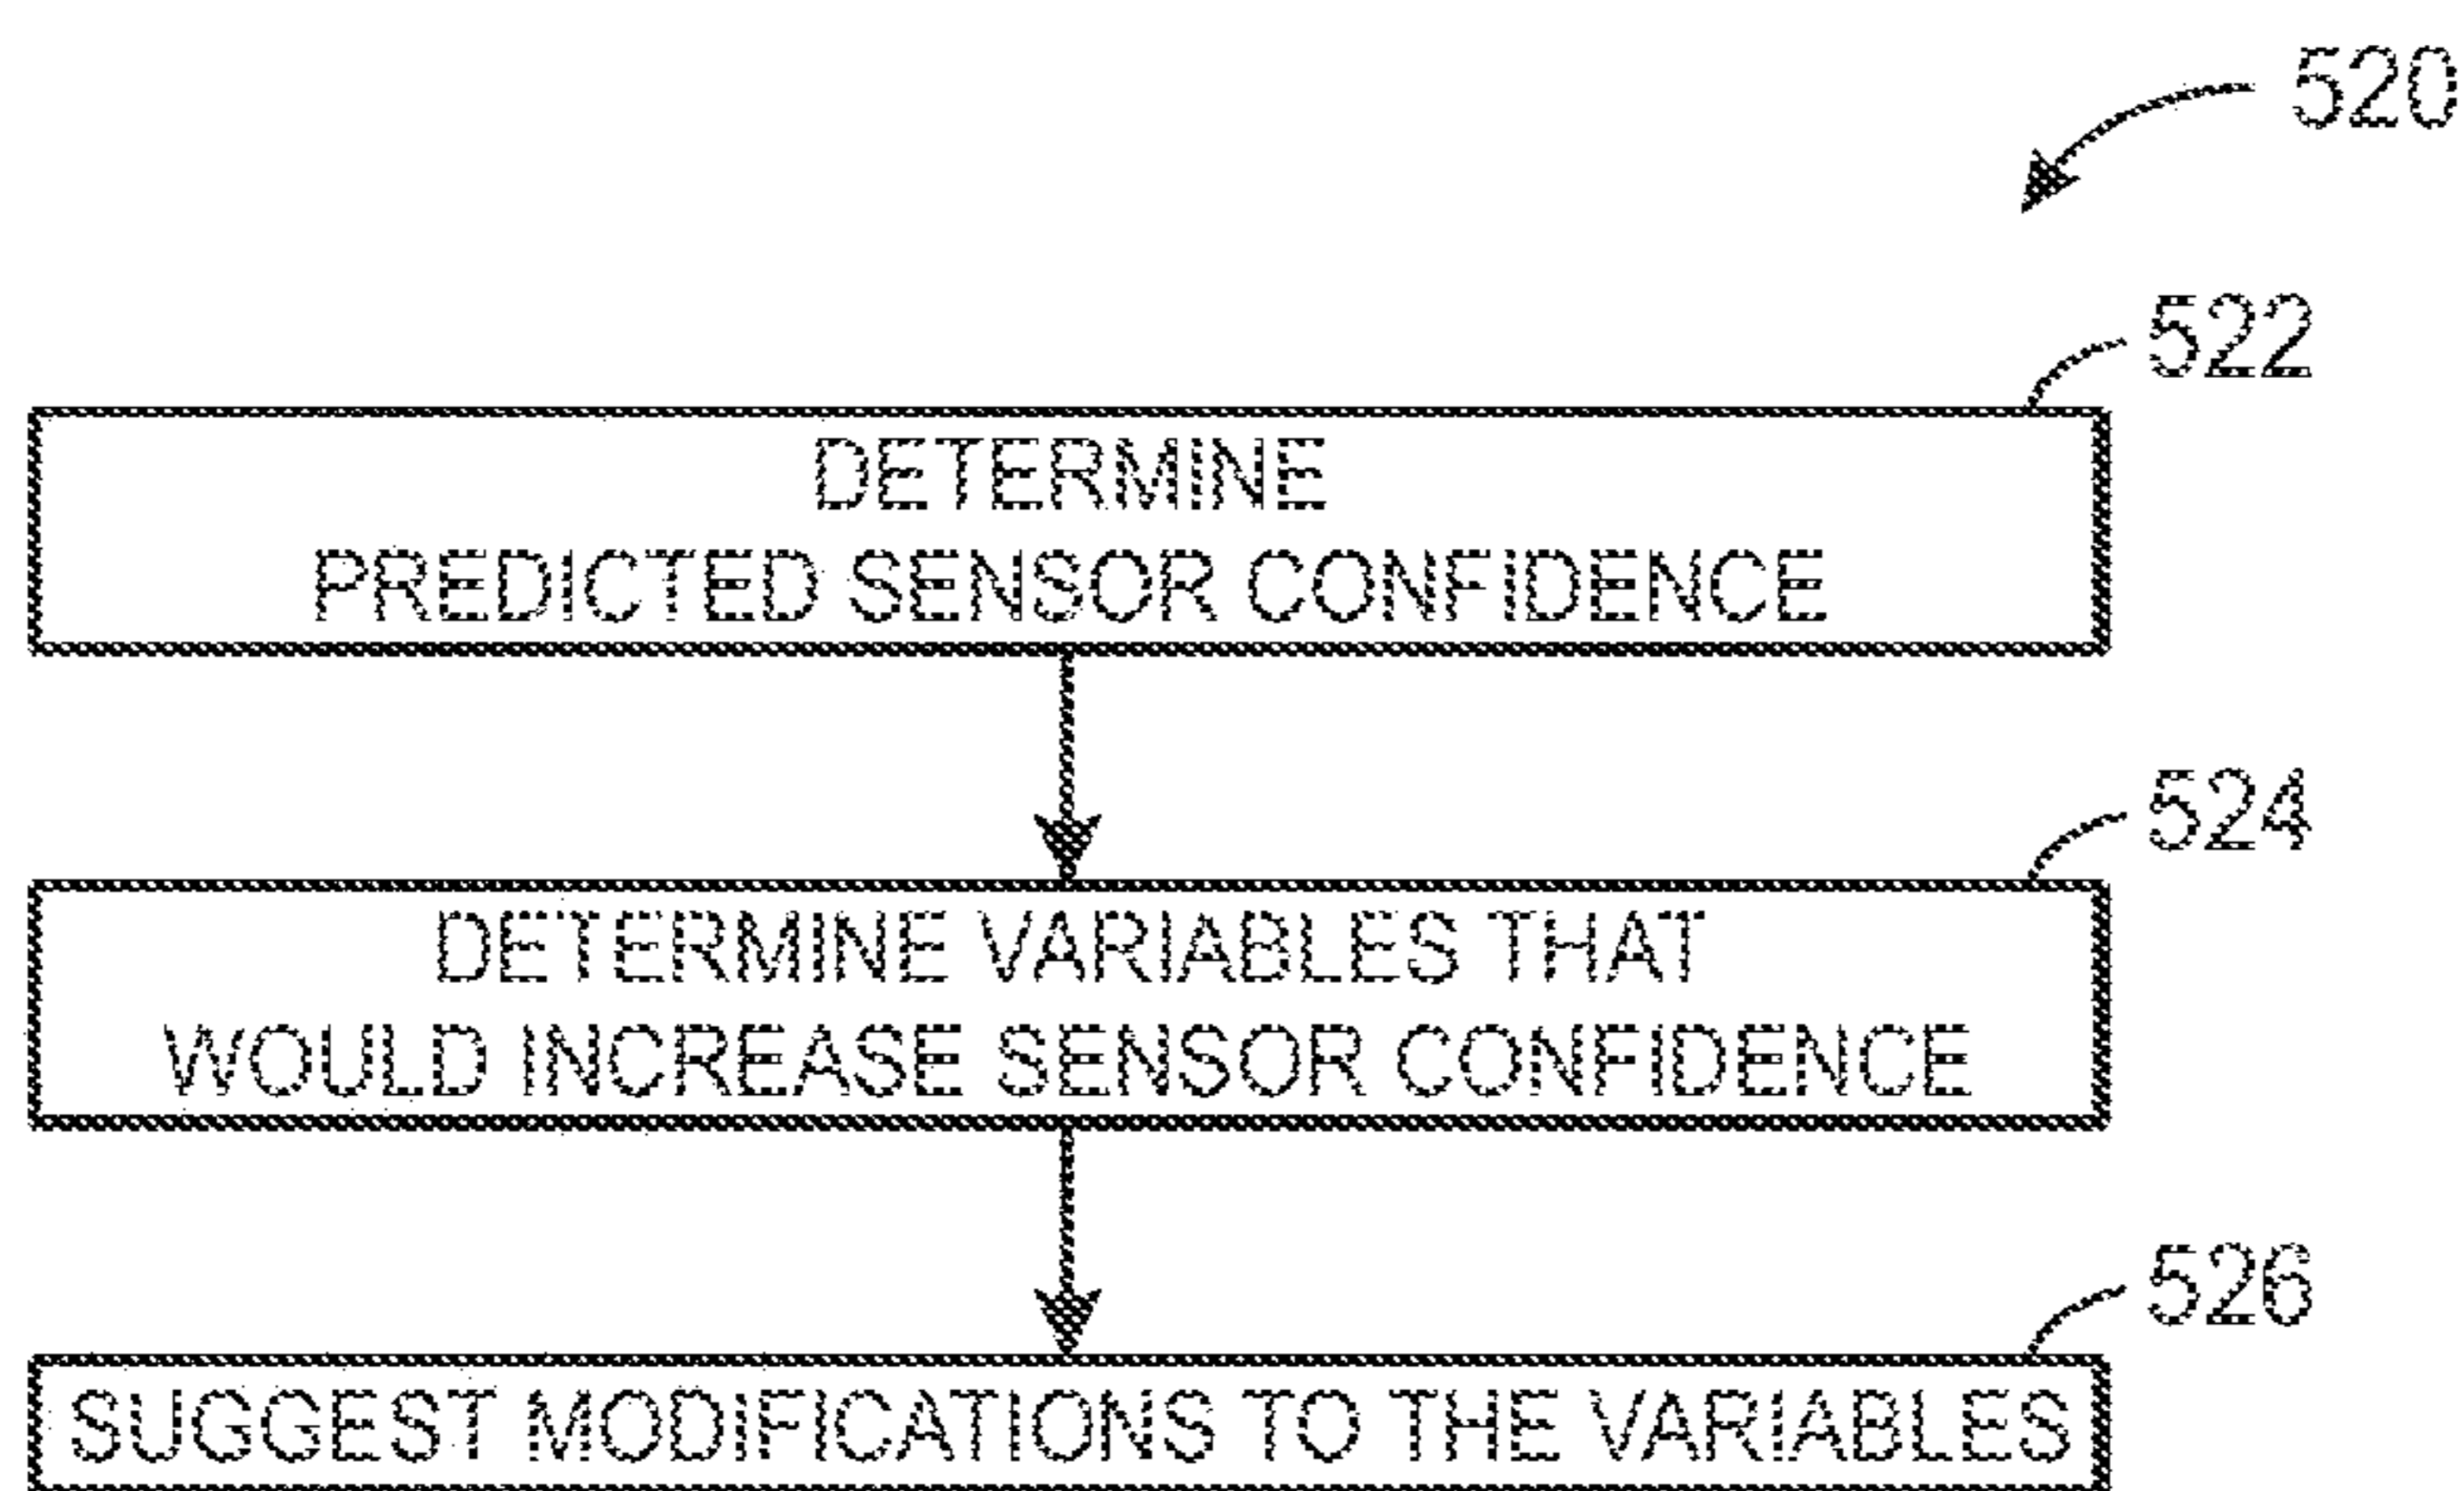 520
522
DETERMINE
PREDICTED SENSOR CONFIDENCE
524
DETERMINE VARIABLES THAT
WOULD INCREASE SENSOR CONFIDENCE
526
SUGGEST MODIFICATIONS TO THE VARIABLES